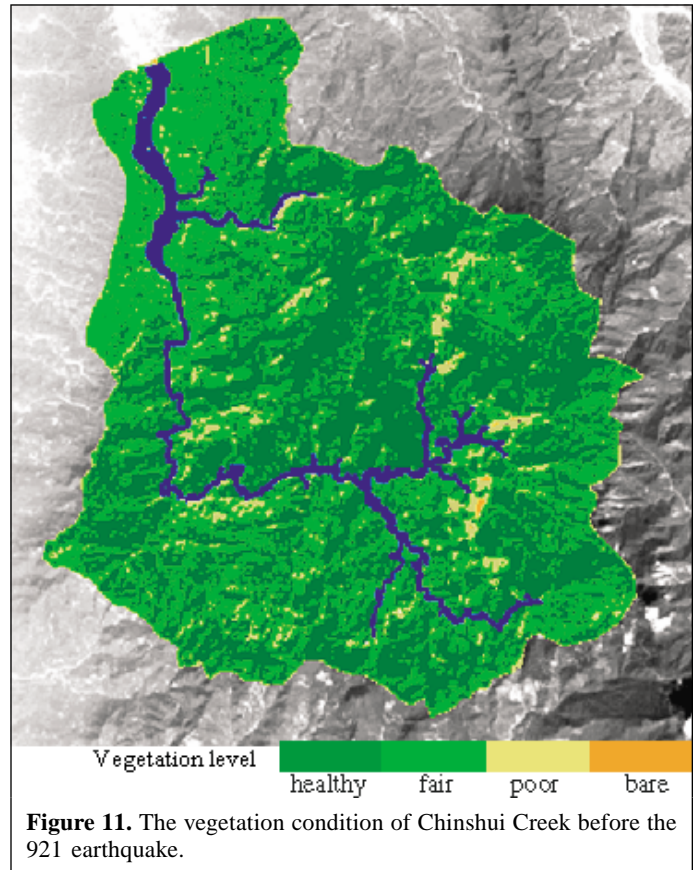 Vegetation level
healthy fair poor bare
Figure 11. The vegetation condition of Chinshui Creek before the
921 earthquake.